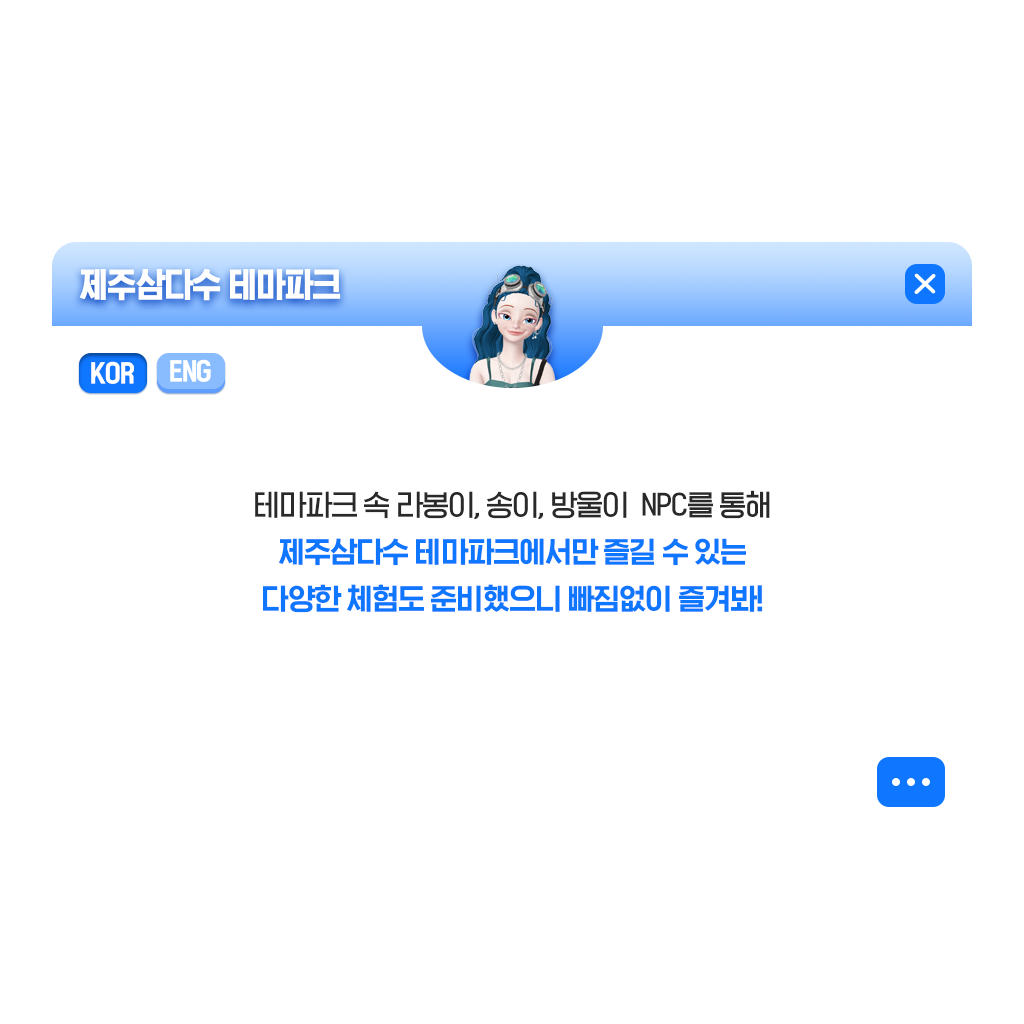 제주삼다수 테마파크
KOR ENG
테마파크 속 라봉이, 송이, 방울이 NPC를 통해
제주삼다수 테마파크에서만 즐길 수 있는
다양한 체험도 준비했으니 빠짐없이 즐겨봐!